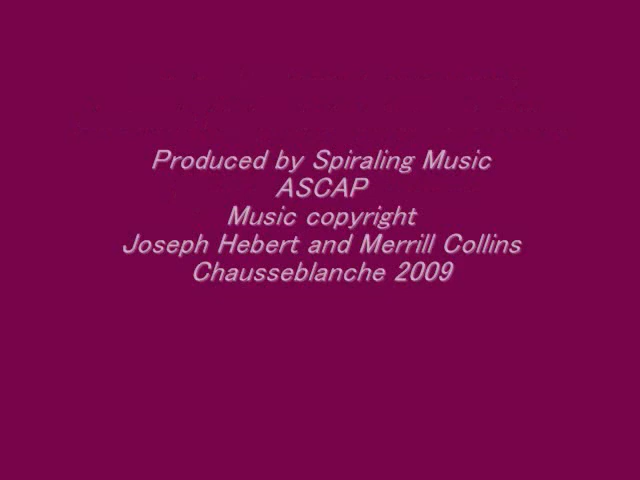 Produced by Spiraling Music
ASCAP
Music copyright
Joseph Hebert and Merrill Collins
Chausseblanche 2009